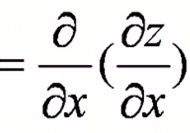 = ∂/∂x (∂z/∂x)